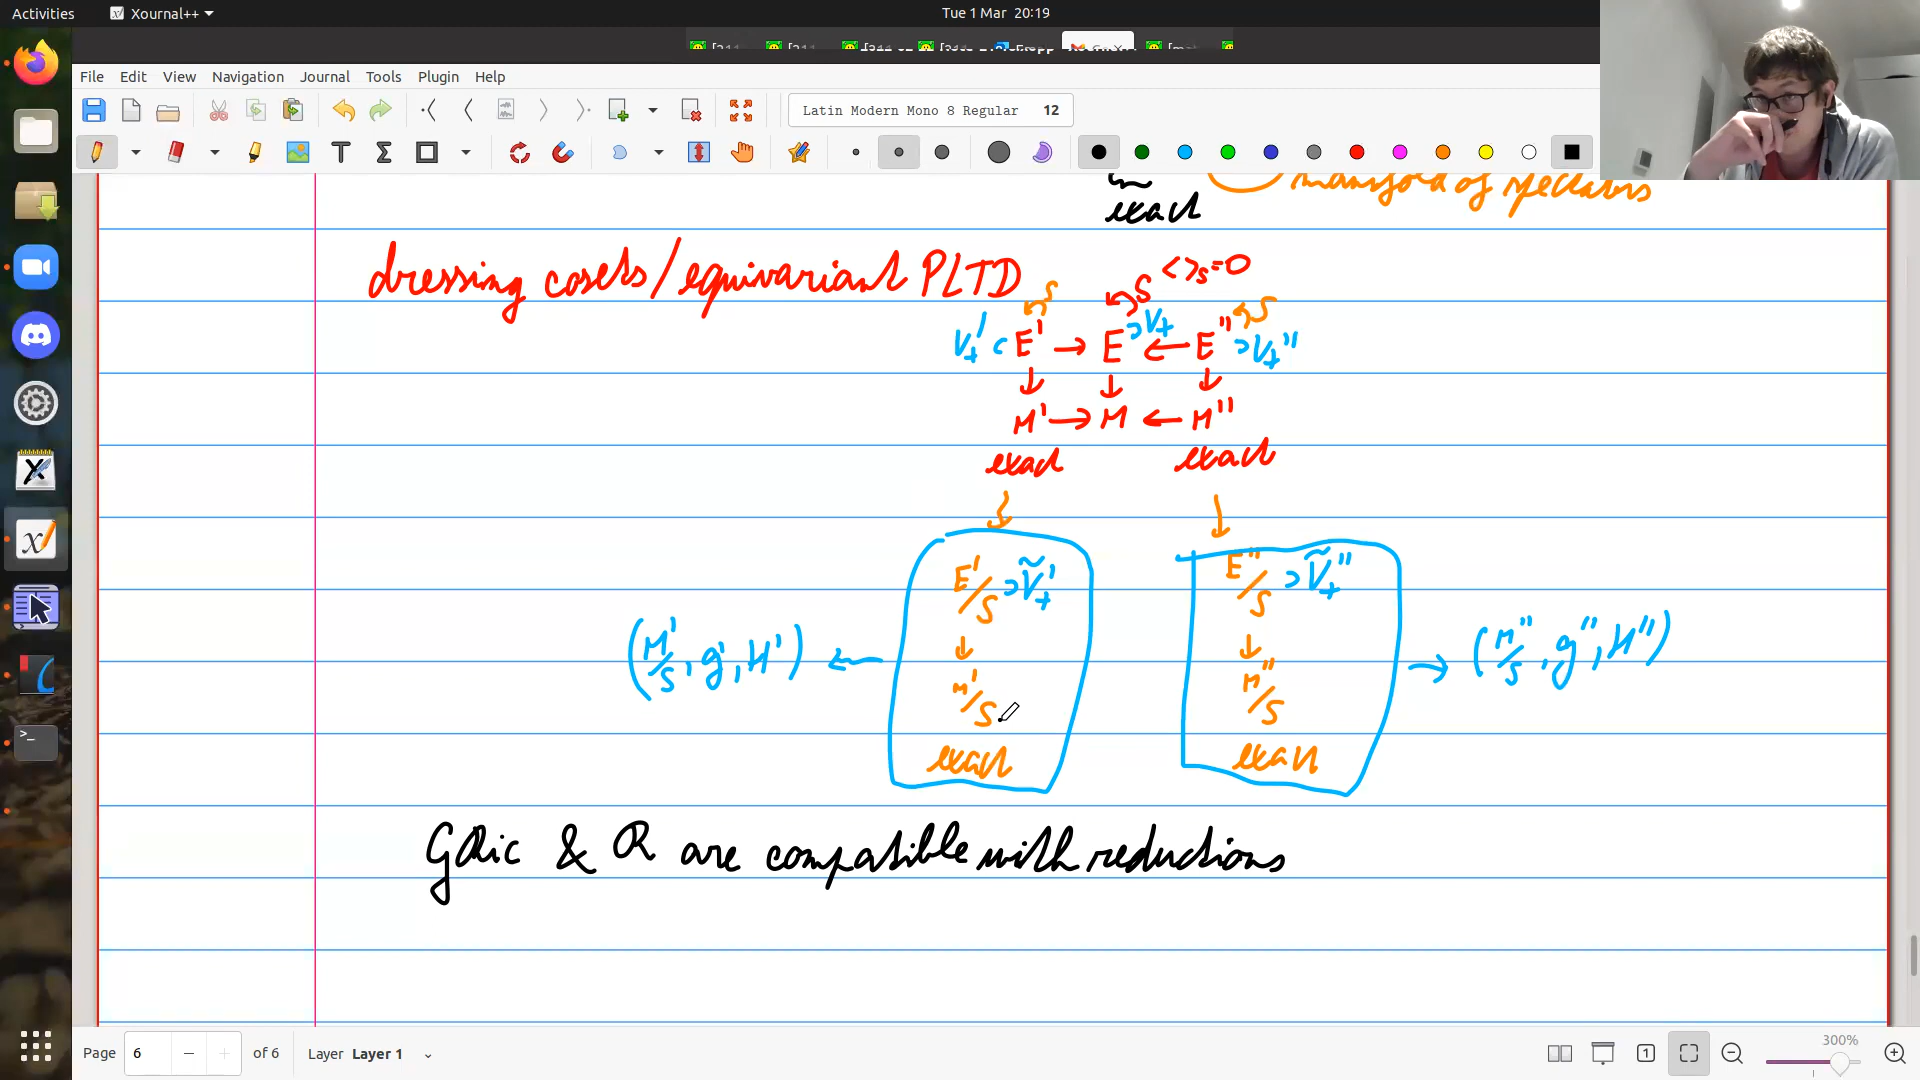 Activities Xournal++ Tue 1 Mar 20:19
File Edit View Navigation Journal Tools Plugin Help
Latin Modern Mono 8 Regular 12
manifold of
exact
dressing cosets/equivariant PLTD
S < >_S=0
S S
V₊' ⊂ E' → E ⊃ V₊ ← E'' ⊃ V₊''
↓ ↓ ↓
M' → M ← M''
exact exact
↓ ↓
E'/S ⊃ Ṽ₊' E''/S ⊃ Ṽ₊''
(M'/S, g', H') ← ↓ ↓ → (M''/S, g'', H'')
M'/S M''/S
exact exact
GRic & R are compatible with reductions
Page 6 of 6 Layer Layer 1 300%